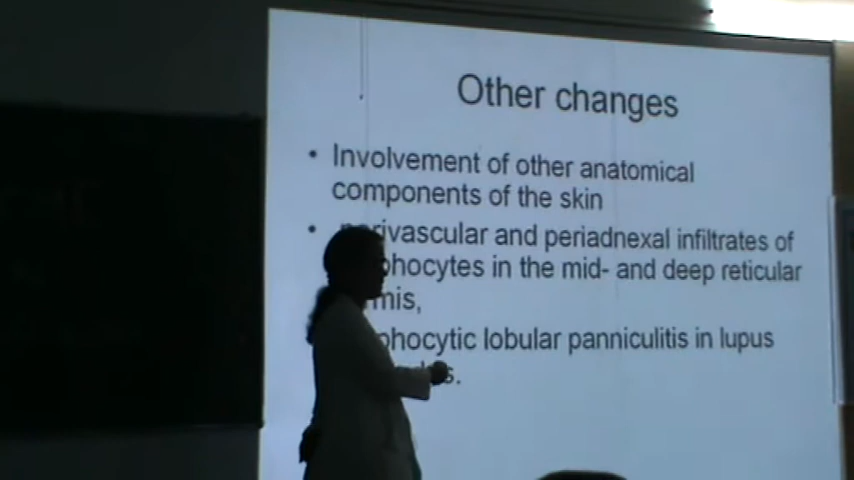 Other changes
• Involvement of other anatomical
components of the skin
• perivascular and periadnexal infiltrates of
phocytes in the mid- and deep reticular
mis,
phocytic lobular panniculitis in lupus
s.